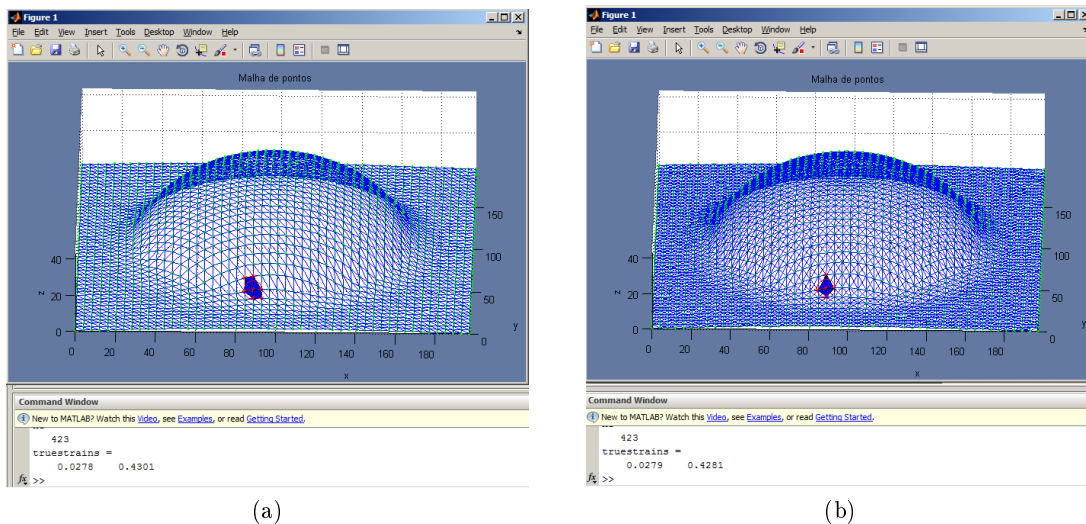 Figure 1
File Edit View Insert Tools Desktop Window Help
Malha de pontos
150
100
50
0
y
40
20
0
z
0 20 40 60 80 100 120 140 160 180
x
Command Window
New to MATLAB? Watch this Video, see Examples, or read Getting Started.
423
truestrains =
0.0278 0.4301
fx >>
(a)
Figure 1
File Edit View Insert Tools Desktop Window Help
Malha de pontos
150
100
50
0
y
40
20
0
z
0 20 40 60 80 100 120 140 160 180
x
Command Window
New to MATLAB? Watch this Video, see Examples, or read Getting Started.
423
truestrains =
0.0279 0.4281
fx >>
(b)